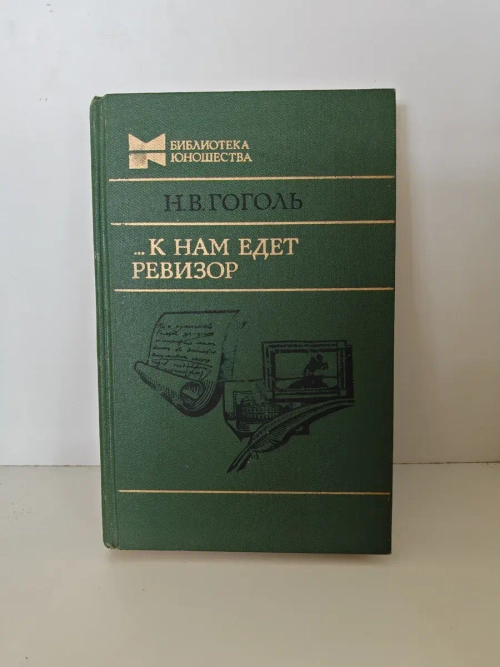 БИБЛИОТЕКА
ЮНОШЕСТВА
Н.В.ГОГОЛЬ
...К НАМ ЕДЕТ
РЕВИЗОР